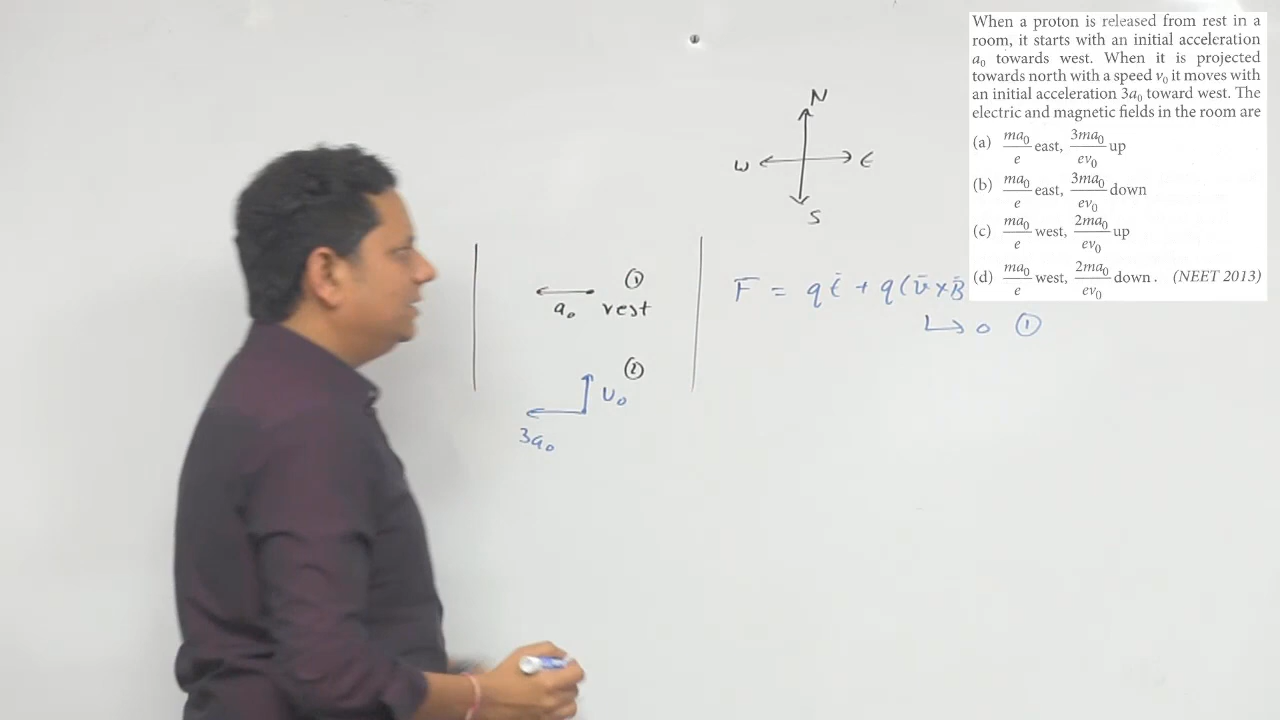 When a proton is released from rest in a
room, it starts with an initial acceleration
a₀ towards west. When it is projected
towards north with a speed v₀ it moves with
an initial acceleration 3a₀ toward west. The
electric and magnetic fields in the room are
(a) ma₀/e east, 3ma₀/ev₀ up
(b) ma₀/e east, 3ma₀/ev₀ down
(c) ma₀/e west, 2ma₀/ev₀ up
(d) ma₀/e west, 2ma₀/ev₀ down. (NEET 2013)
N
W E
S
①
a₀ rest
②
υ₀
3a₀
F̄ = qĒ + q(v̄×B̄
↳ 0 ①